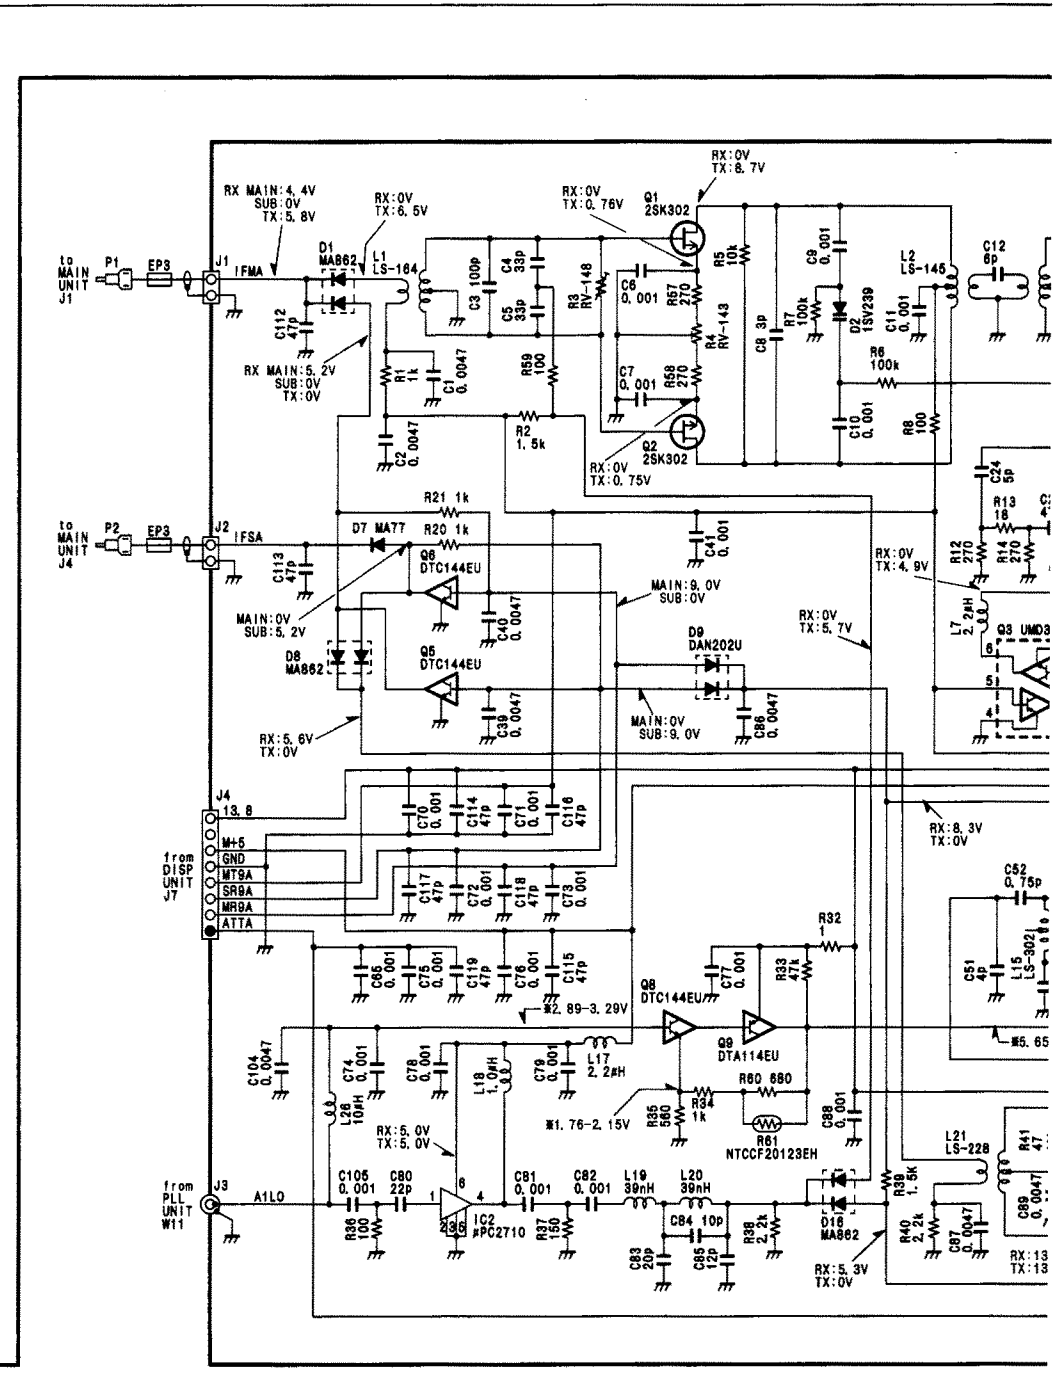 RX:0V
TX:8.7V
RX MAIN:4.4V
SUB:0V
TX:5.8V
RX:0V
TX:6.5V
RX:0V
TX:0.76V
Q1
2SK302
to
MAIN
UNIT
J1
P1
EP3
J1
IFMA
D1
MA862
L1
LS-164
C112
47p
C3 100p
C4
33p
C5
33p
R3
RV-148
C6
0.001
R57
270
R4
RV-143
R58
270
C7
0.001
R5
10k
C8 3p
C9
0.001
R7
100k
D2
1SV239
C11
0.001
L2
LS-145
C12
6p
R6
100k
C10
0.001
R8
100
RX MAIN:5.2V
SUB:0V
TX:0V
R1
1k
C1
0.0047
R59
100
C2
0.0047
R2
1.5k
Q2
2SK302
RX:0V
TX:0.75V
C24
5p
R13
18
R12
270
R14
270
to
MAIN
UNIT
J4
P2
EP3
J2
IFSA
C113
47p
D7 MA77
R21 1k
R20 1k
Q6
DTC144EU
C41
0.001
RX:0V
TX:4.9V
MAIN:0V
SUB:5.2V
D8
MA862
Q5
DTC144EU
C40
0.0047
C39
0.0047
MAIN:9.0V
SUB:0V
D9
DAN202U
MAIN:0V
SUB:9.0V
C86
0.0047
RX:0V
TX:5.7V
L7
2.2μH
Q3 UMD3
6
5
4
RX:5.6V
TX:0V
J4
13.8
M+5
GND
MT9A
SR9A
MR9A
ATTA
from
DISP
UNIT
J7
C70
0.001
C114
47p
C71
0.001
C116
47p
C117
47p
C72
0.001
C118
47p
C73
0.001
C65
0.001
C75
0.001
C119
47p
C76
0.001
C115
47p
RX:8.3V
TX:0V
C52
0.75p
C51
4p
L15
LS-302
R32
1
C77
0.001
R33
47k
Q8
DTC144EU
Q9
DTA114EU
※2.89-3.29V
※5.65
C104
0.0047
C74
0.001
C78
0.001
L18
1.0μH
C79
0.001
L17
2.2μH
L26
10μH
RX:5.0V
TX:5.0V
※1.76-2.15V
R35
560
R34
1k
R60 680
R61
NTCCF20123EH
C88
0.001
from
PLL
UNIT
W11
J3
A1LO
C105
0.001
C80
22p
R36
100
1
6
4
2
3
5
IC2
μPC2710
C81
0.001
R37
150
C82
0.001
L19
39nH
L20
39nH
C84 10p
C83
20p
C85
12p
R38
2.2k
D16
MA862
R39
1.5K
R40
2.2k
L21
LS-228
C87
0.0047
R41
47
C89
0.0047
RX:5.3V
TX:0V
RX:13
TX:13